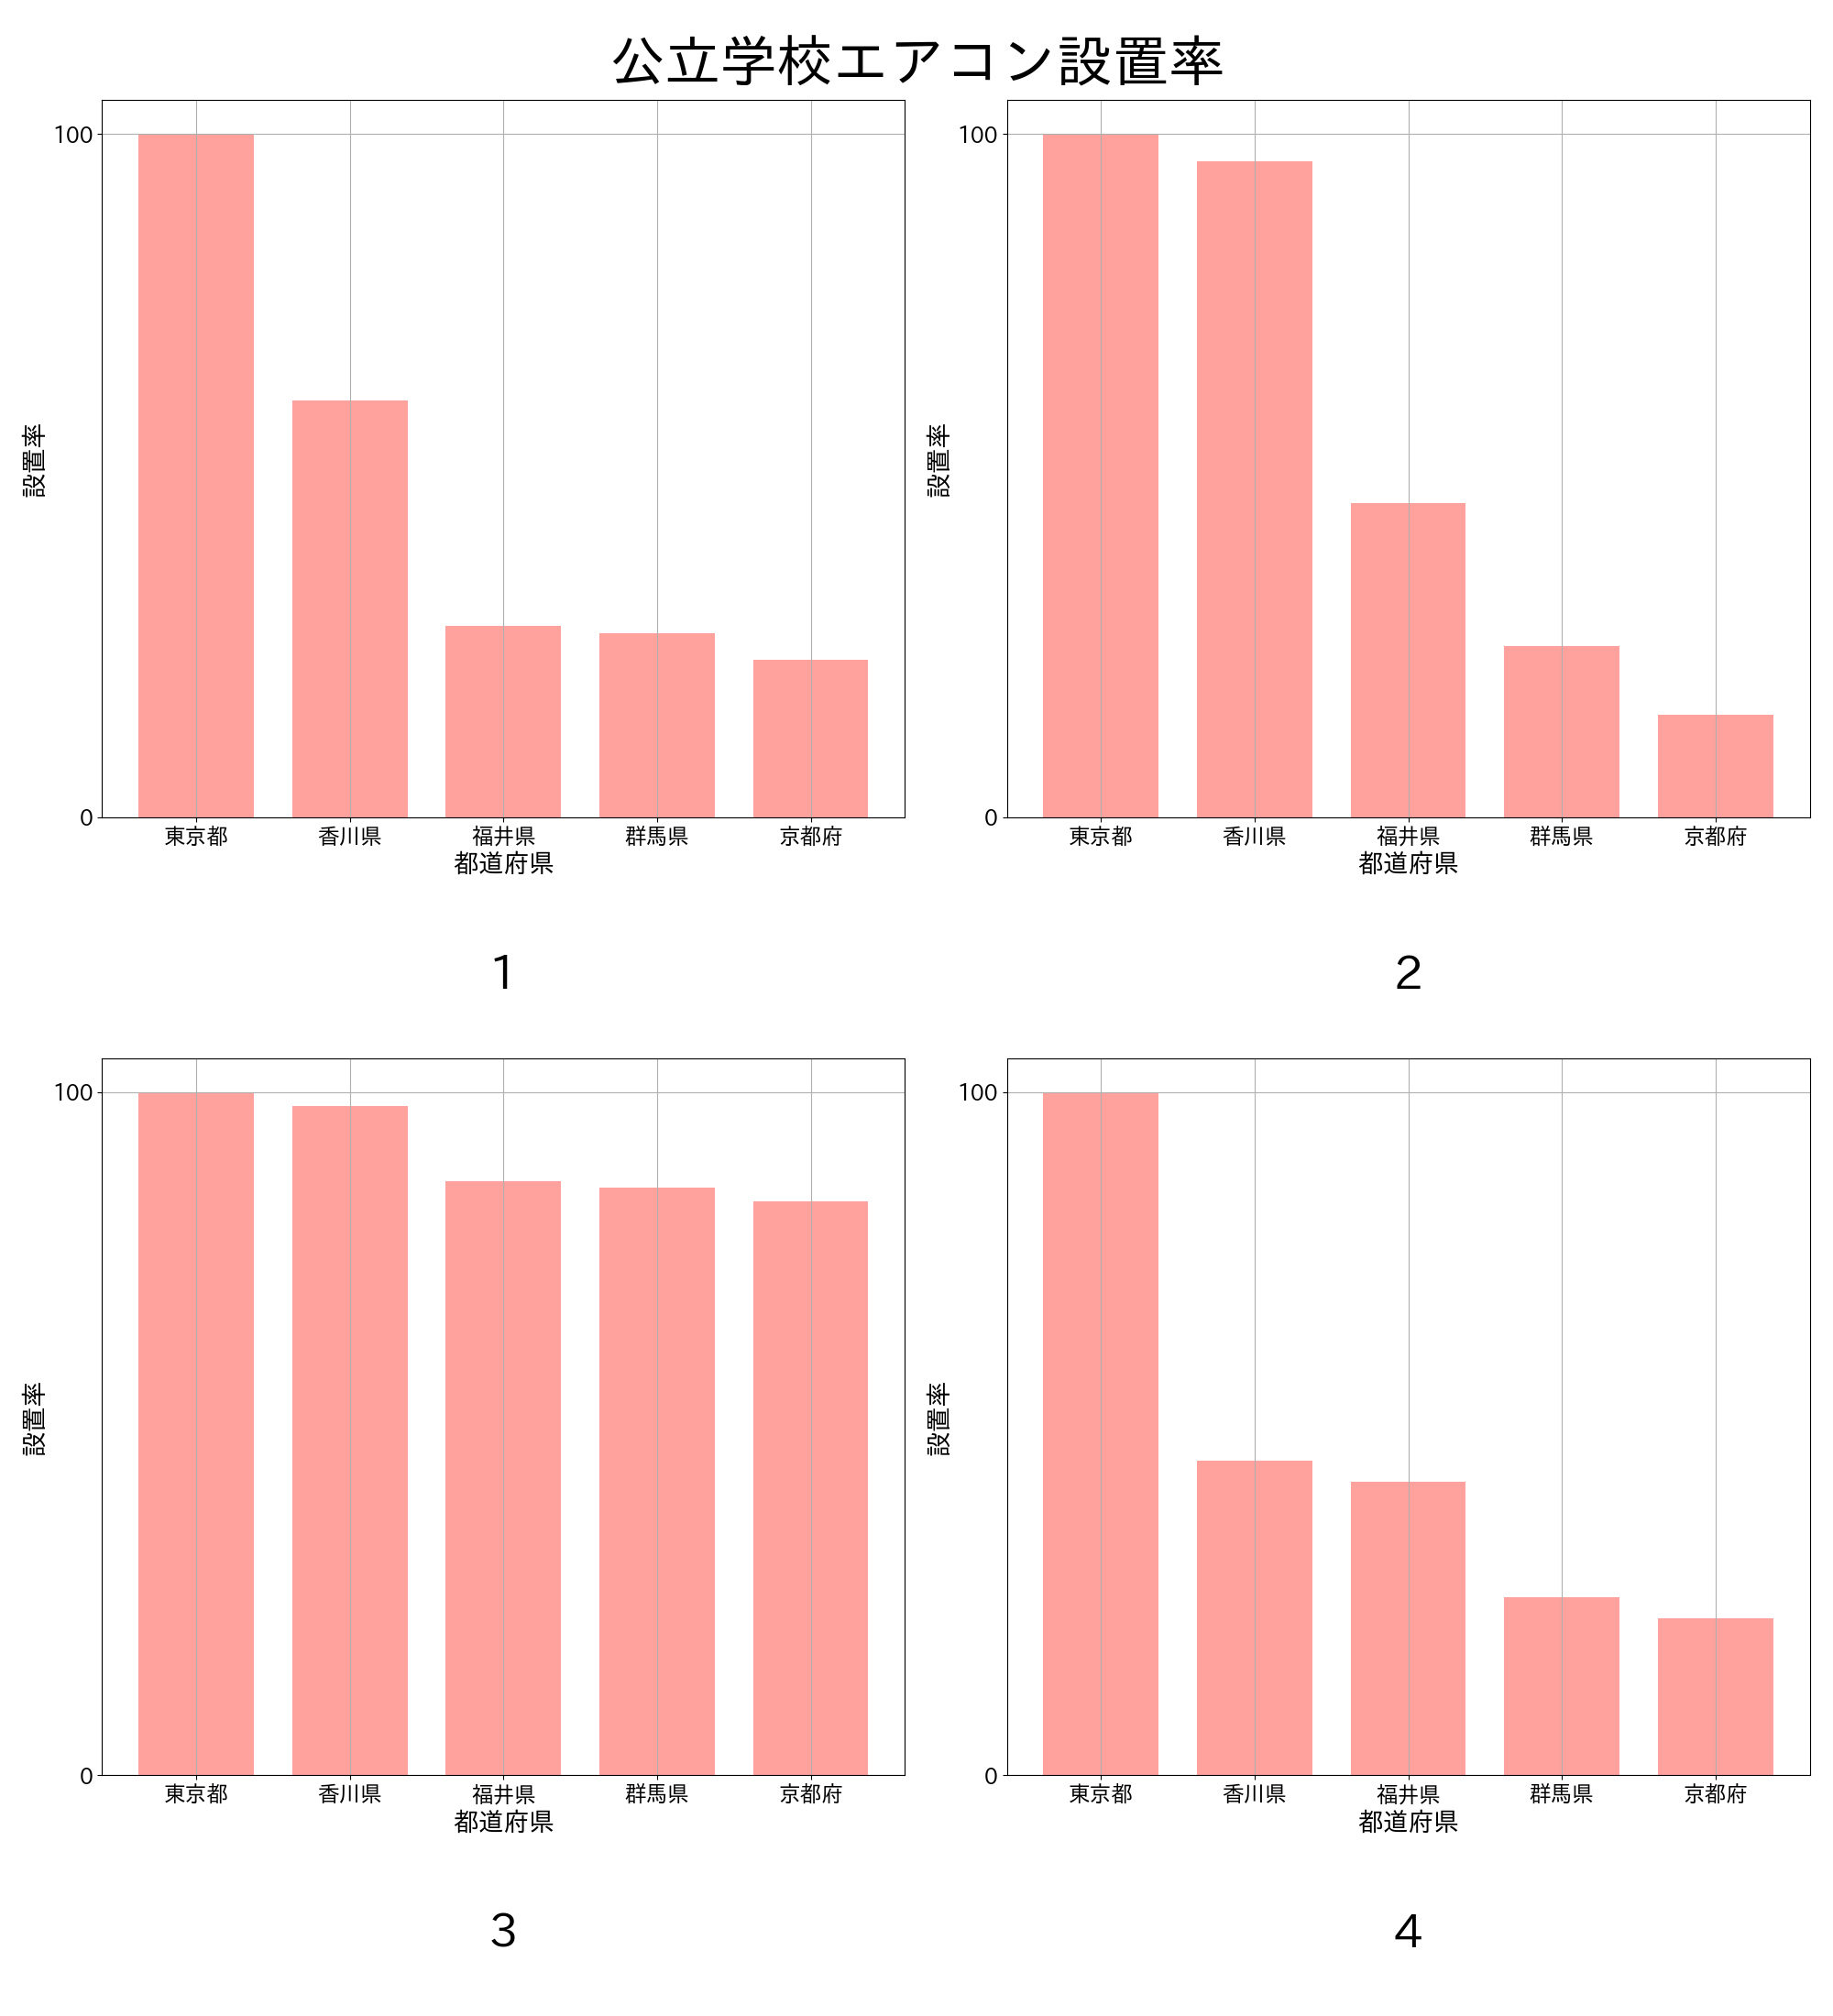 公立学校エアコン設置率
100
0
設置率
東京都 香川県 福井県 群馬県 京都府
都道府県
1
100
0
設置率
東京都 香川県 福井県 群馬県 京都府
都道府県
2
100
0
設置率
東京都 香川県 福井県 群馬県 京都府
都道府県
3
100
0
設置率
東京都 香川県 福井県 群馬県 京都府
都道府県
4